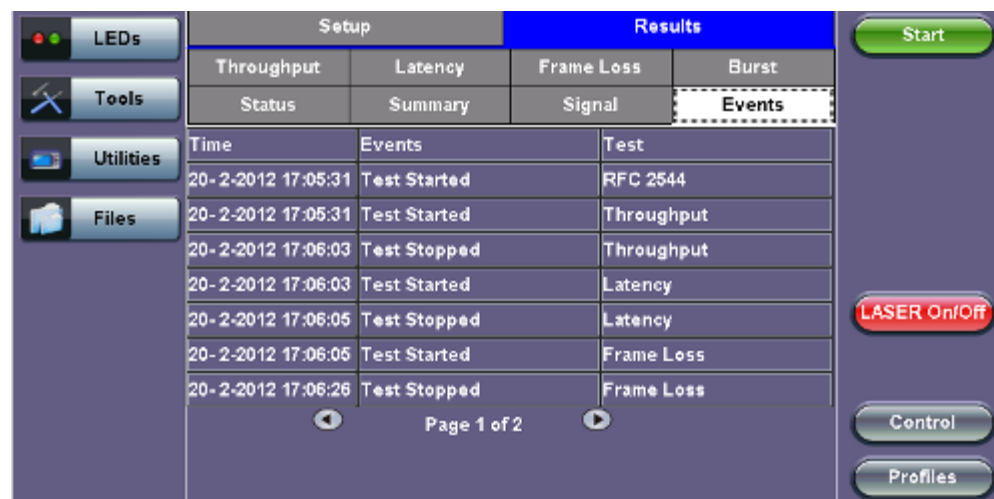 LEDs
Tools
Utilities
Files
Setup Results
Throughput Latency Frame Loss Burst
Status Summary Signal Events
Time Events Test
20- 2-2012 17:05:31 Test Started RFC 2544
20- 2-2012 17:05:31 Test Started Throughput
20- 2-2012 17:06:03 Test Stopped Throughput
20- 2-2012 17:06:03 Test Started Latency
20- 2-2012 17:06:05 Test Stopped Latency
20- 2-2012 17:06:05 Test Started Frame Loss
20- 2-2012 17:06:26 Test Stopped Frame Loss
Page 1 of 2
Start
LASER On/Off
Control
Profiles